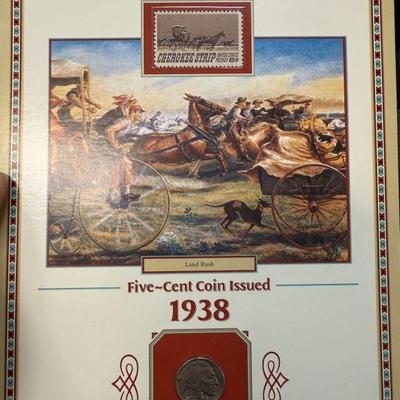 CHEROKEE STRIP
Land Rush
Five~Cent Coin Issued
1938